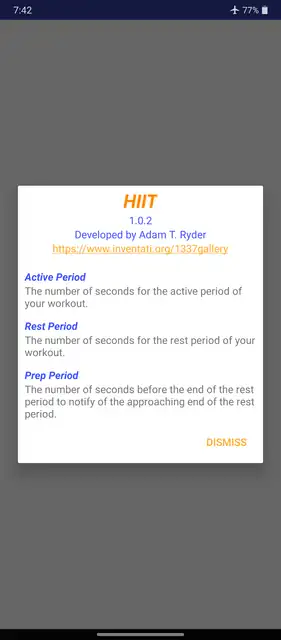 7:42
77%
HIIT
1.0.2
Developed by Adam T. Ryder
https://www.inventati.org/1337gallery
Active Period
The number of seconds for the active period of
your workout.
Rest Period
The number of seconds for the rest period of your
workout.
Prep Period
The number of seconds before the end of the rest
period to notify of the approaching end of the rest
period.
DISMISS